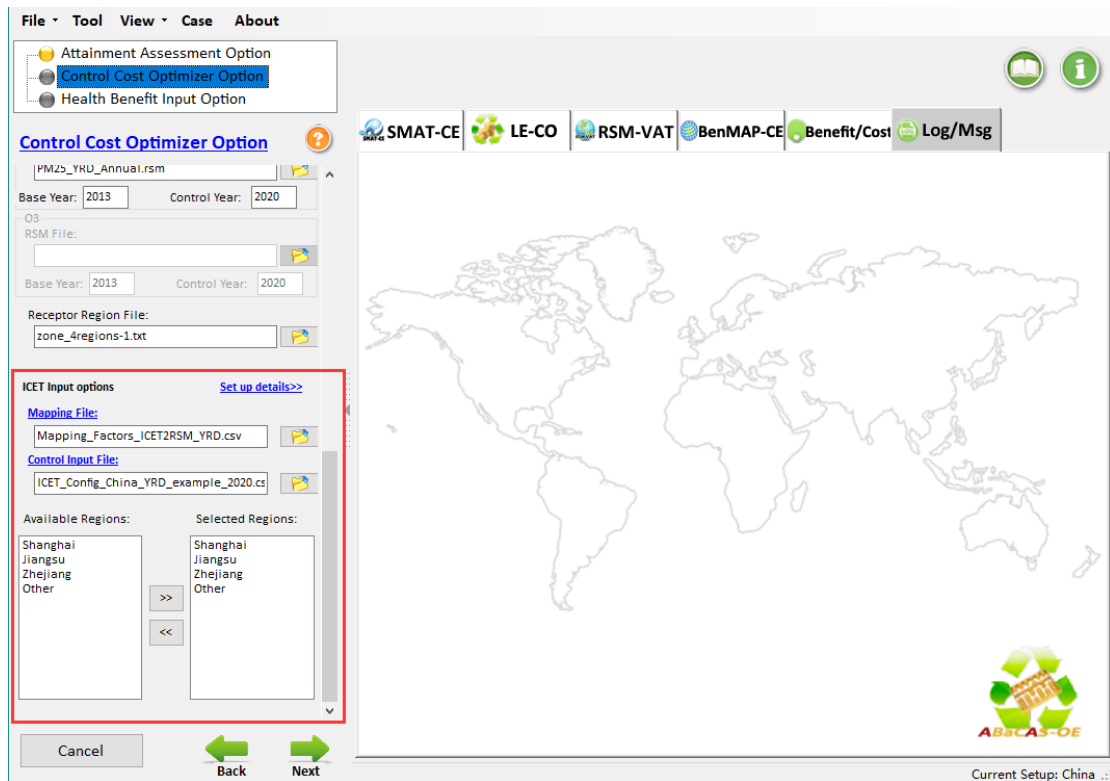 File Tool View Case About
Attainment Assessment Option
Control Cost Optimizer Option
Health Benefit Input Option
Control Cost Optimizer Option
?
i
SMAT-CE LE-CO RSM-VAT BenMAP-CE Benefit/Cost Log/Msg
PM25_YRD_Annual.rsm
Base Year: 2013 Control Year: 2020
O3
RSM File:
Base Year: 2013 Control Year: 2020
Receptor Region File:
zone_4regions-1.txt
ICET Input options Set up details>>
Mapping File:
Mapping_Factors_ICET2RSM_YRD.csv
Control Input File:
ICET_Config_China_YRD_example_2020.cs
Available Regions: Selected Regions:
Shanghai Shanghai
Jiangsu Jiangsu
Zhejiang Zhejiang
Other Other
>>
<<
Cancel
Back Next
ABaCAS-OE
Current Setup: China